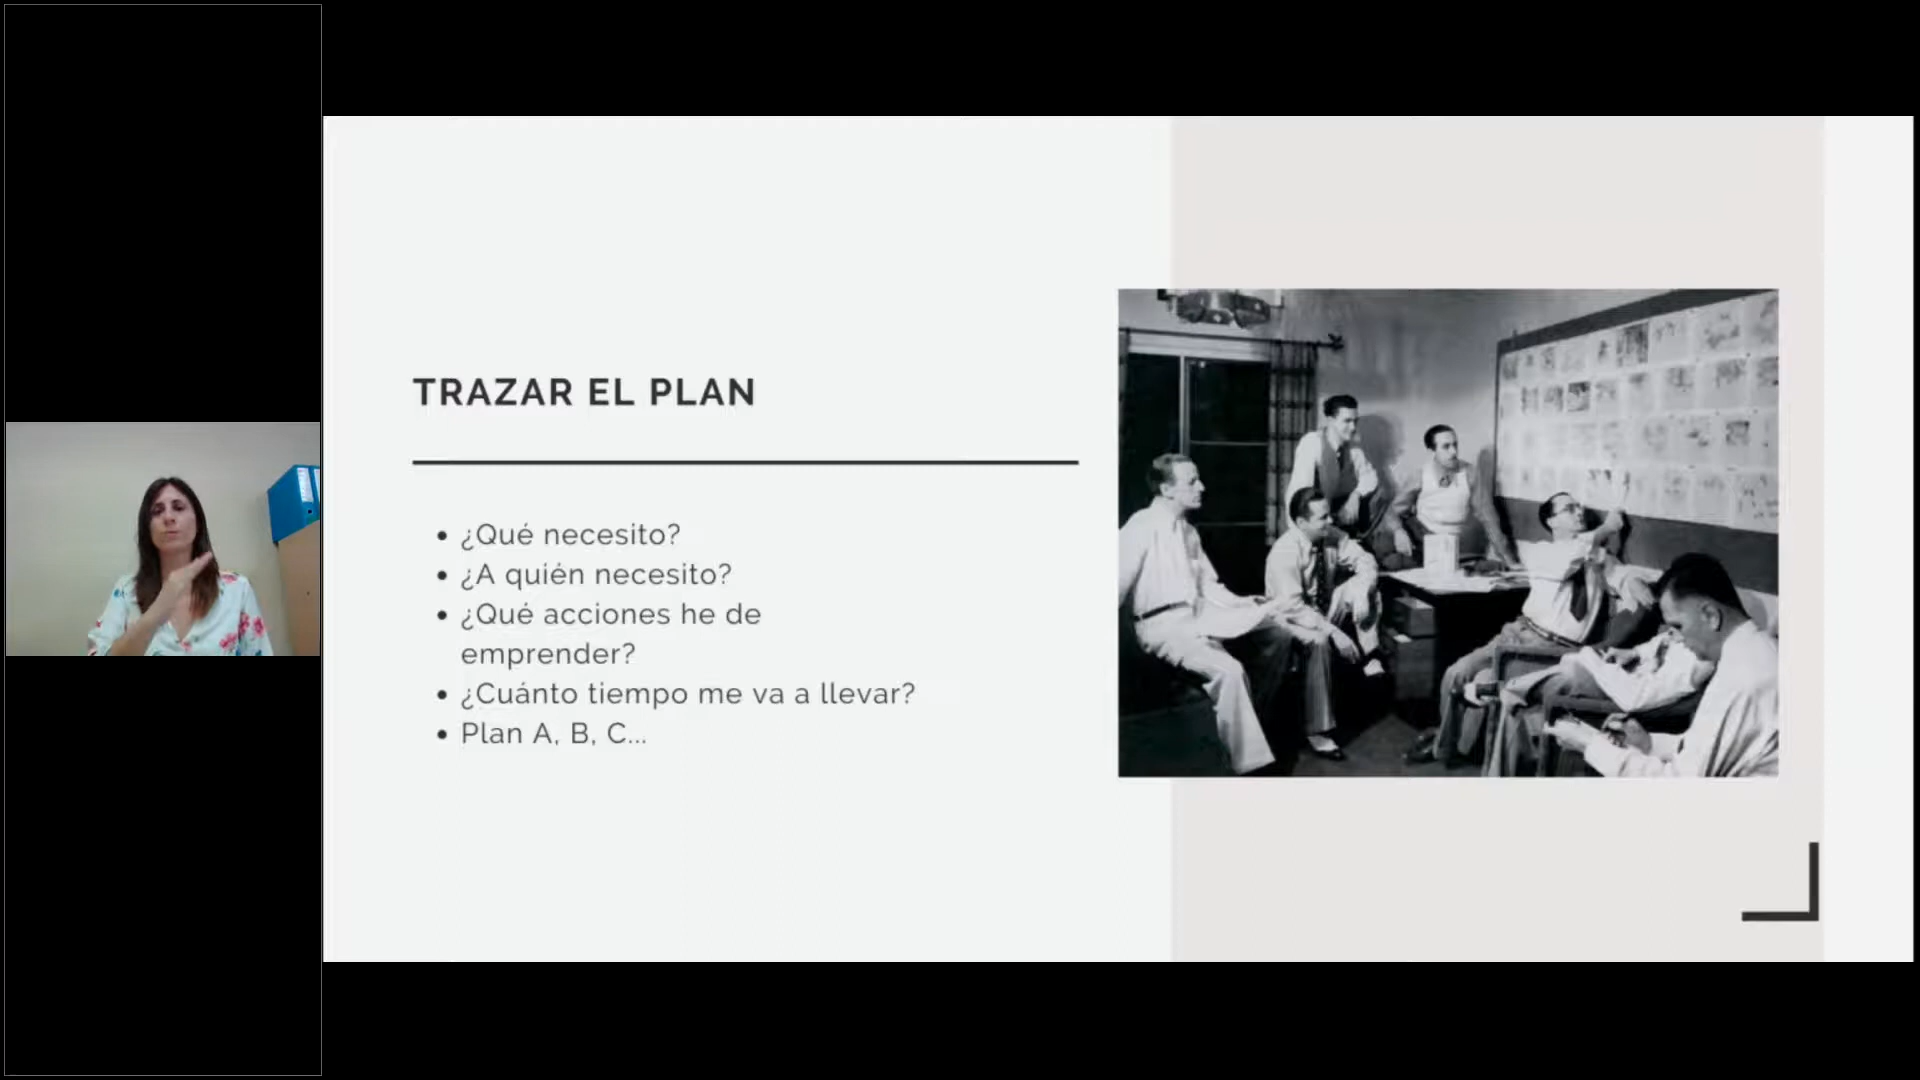 TRAZAR EL PLAN
• ¿Qué necesito?
• ¿A quién necesito?
• ¿Qué acciones he de
emprender?
• ¿Cuánto tiempo me va a llevar?
• Plan A, B, C...